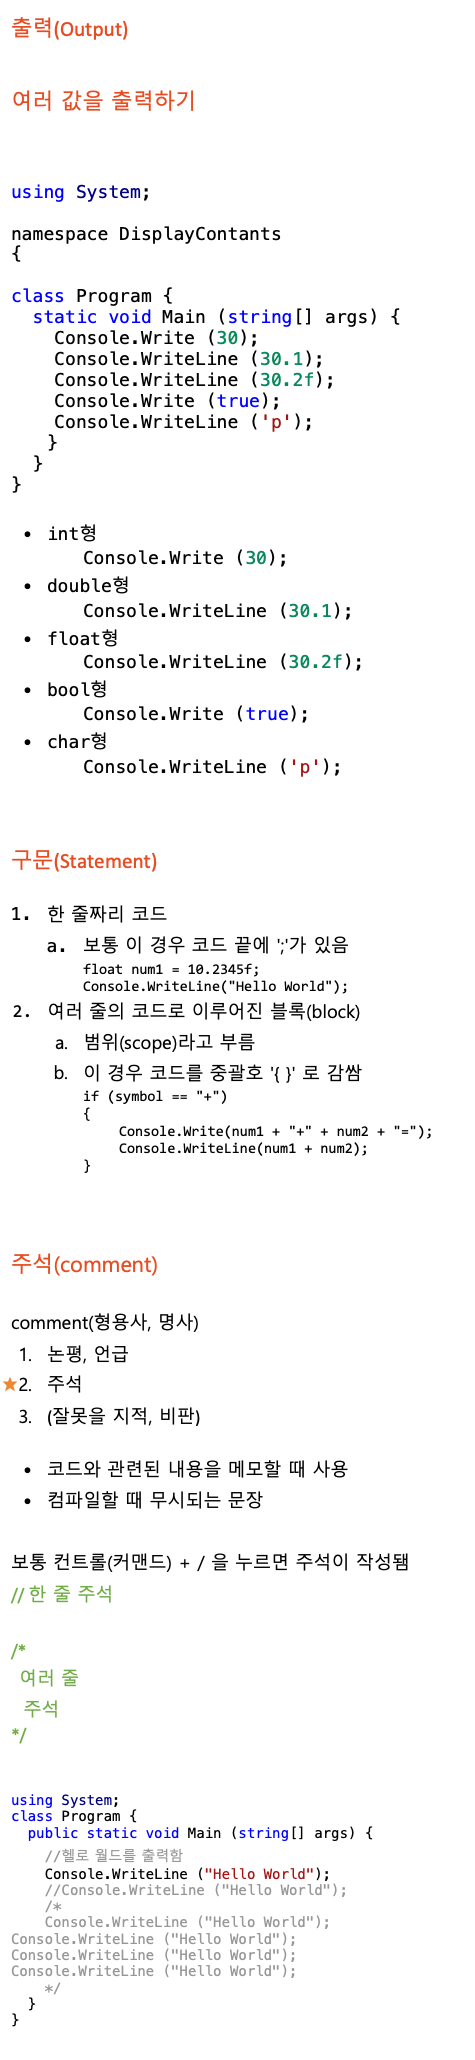 출력(Output)
여러 값을 출력하기
using System;
namespace DisplayContants
{
class Program {
static void Main (string[] args) {
Console.Write (30);
Console.WriteLine (30.1);
Console.WriteLine (30.2f);
Console.Write (true);
Console.WriteLine ('p');
}
}
}
• int형
Console.Write (30);
• double형
Console.WriteLine (30.1);
• float형
Console.WriteLine (30.2f);
• bool형
Console.Write (true);
• char형
Console.WriteLine ('p');
구문(Statement)
1. 한 줄짜리 코드
a. 보통 이 경우 코드 끝에 ';'가 있음
float num1 = 10.2345f;
Console.WriteLine("Hello World");
2. 여러 줄의 코드로 이루어진 블록(block)
a. 범위(scope)라고 부름
b. 이 경우 코드를 중괄호 '{ }' 로 감쌈
if (symbol == "+")
{
Console.Write(num1 + "+" + num2 + "=");
Console.WriteLine(num1 + num2);
}
주석(comment)
comment(형용사, 명사)
1. 논평, 언급
★2. 주석
3. (잘못을 지적, 비판)
• 코드와 관련된 내용을 메모할 때 사용
• 컴파일할 때 무시되는 문장
보통 컨트롤(커맨드) + / 을 누르면 주석이 작성됌
// 한 줄 주석
/*
여러 줄
주석
*/
using System;
class Program {
public static void Main (string[] args) {
//헬로 월드를 출력함
Console.WriteLine ("Hello World");
//Console.WriteLine ("Hello World");
/*
Console.WriteLine ("Hello World");
Console.WriteLine ("Hello World");
Console.WriteLine ("Hello World");
Console.WriteLine ("Hello World");
*/
}
}